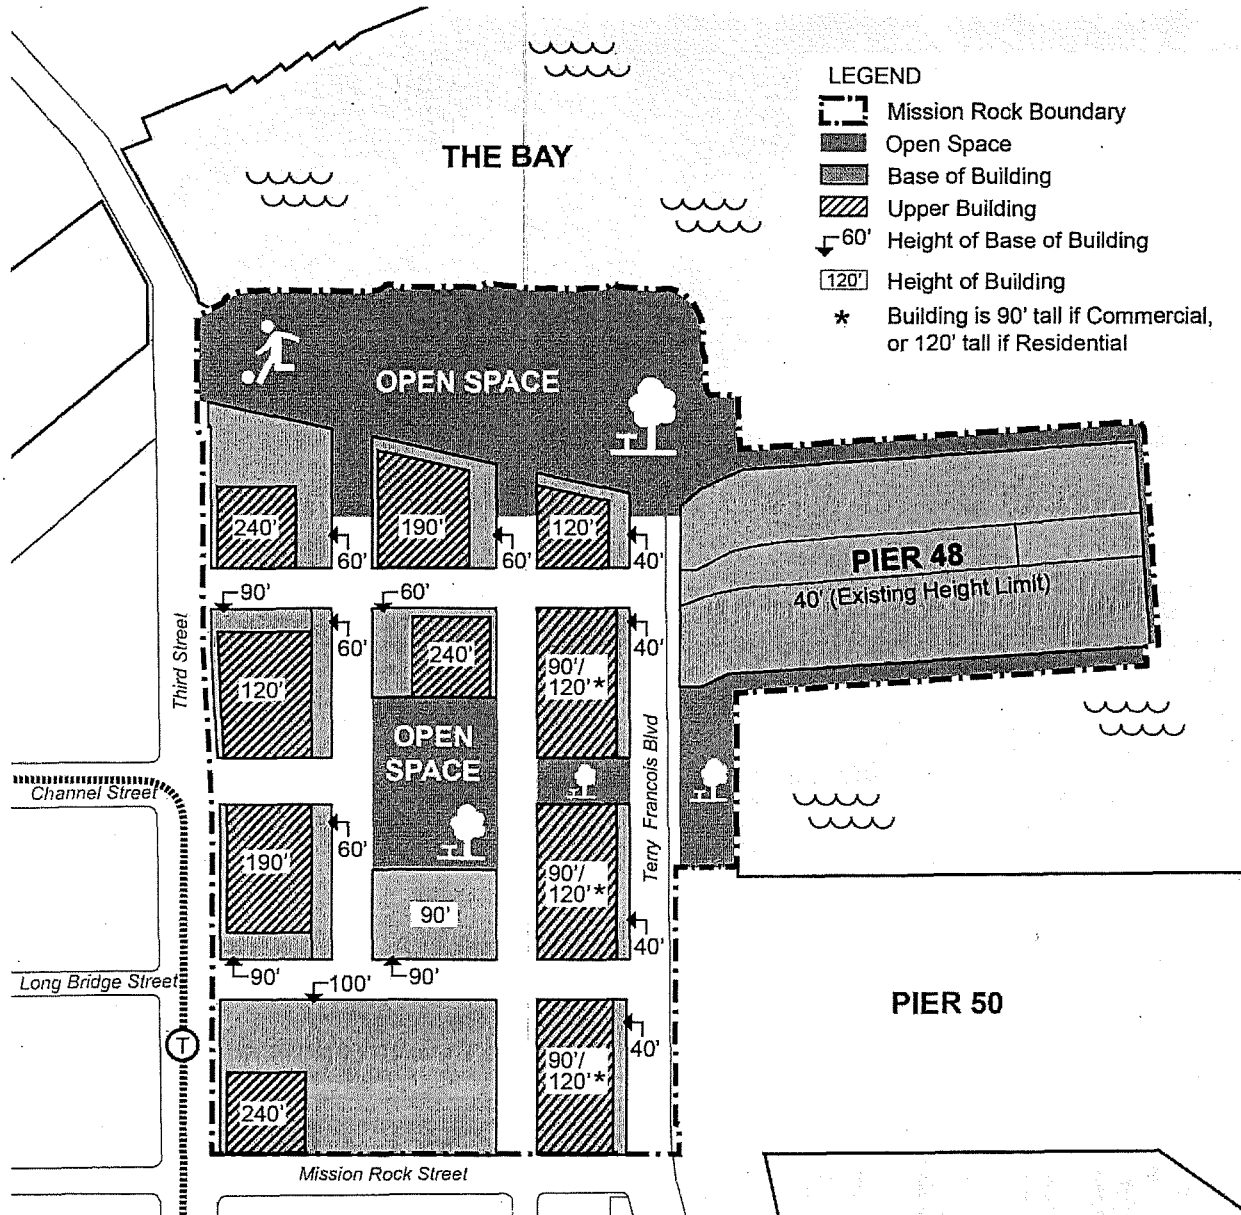 LEGEND
Mission Rock Boundary
Open Space
Base of Building
Upper Building
60' Height of Base of Building
120' Height of Building
* Building is 90' tall if Commercial,
or 120' tall if Residential
THE BAY
OPEN SPACE
240'
60'
190'
60'
120'
40'
PIER 48
40' (Existing Height Limit)
90'
60'
60'
40'
Third Street
120'
240'
90'/
120'*
OPEN
SPACE
Terry Francois Blvd
Channel Street
190'
60'
90'
90'/
120'*
40'
Long Bridge Street
90'
90'
100'
PIER 50
T
240'
90'/
120'*
40'
Mission Rock Street